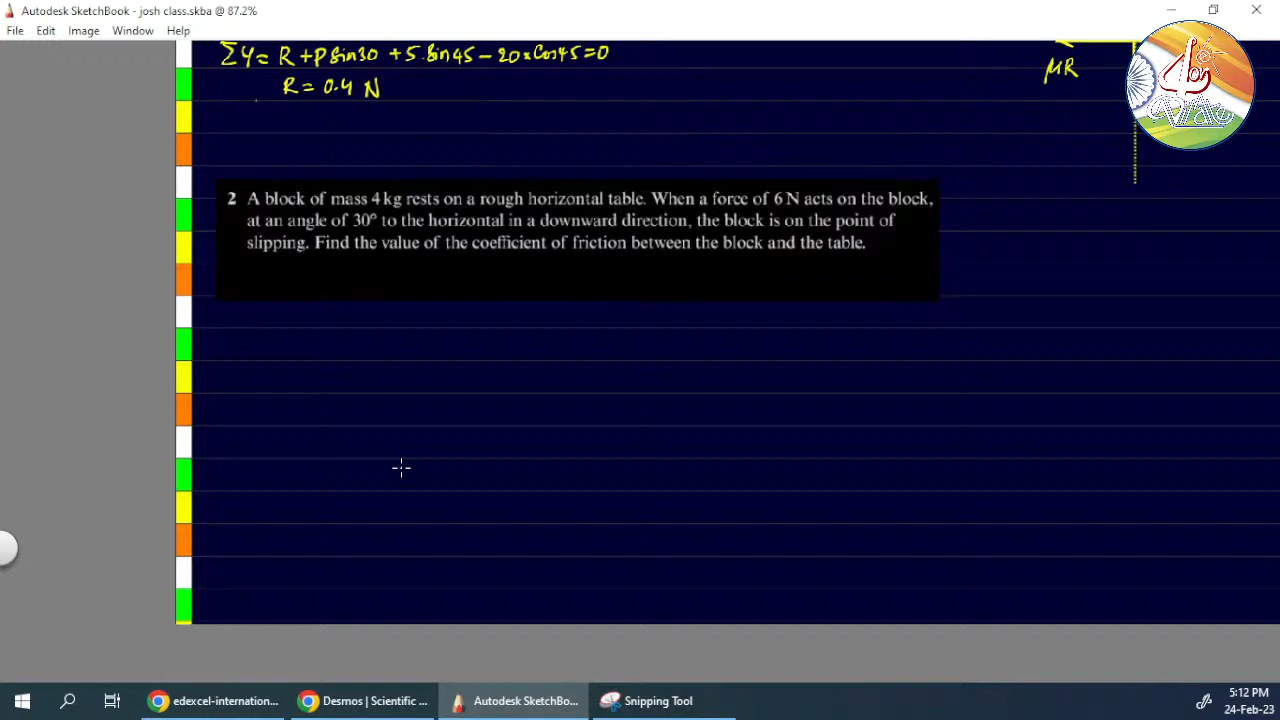 Autodesk SketchBook - josh class.skba @ 87.2%
File Edit Image Window Help
ΣY= R +P sin30 +5.Sin45 - 20×Cos45=0
R = 0.4 N
μR
2 A block of mass 4 kg rests on a rough horizontal table. When a force of 6 N acts on the block,
at an angle of 30° to the horizontal in a downward direction, the block is on the point of
slipping. Find the value of the coefficient of friction between the block and the table.
edexcel-internation... Desmos | Scientific ... Autodesk SketchBo... Snipping Tool
5:12 PM
24-Feb-23